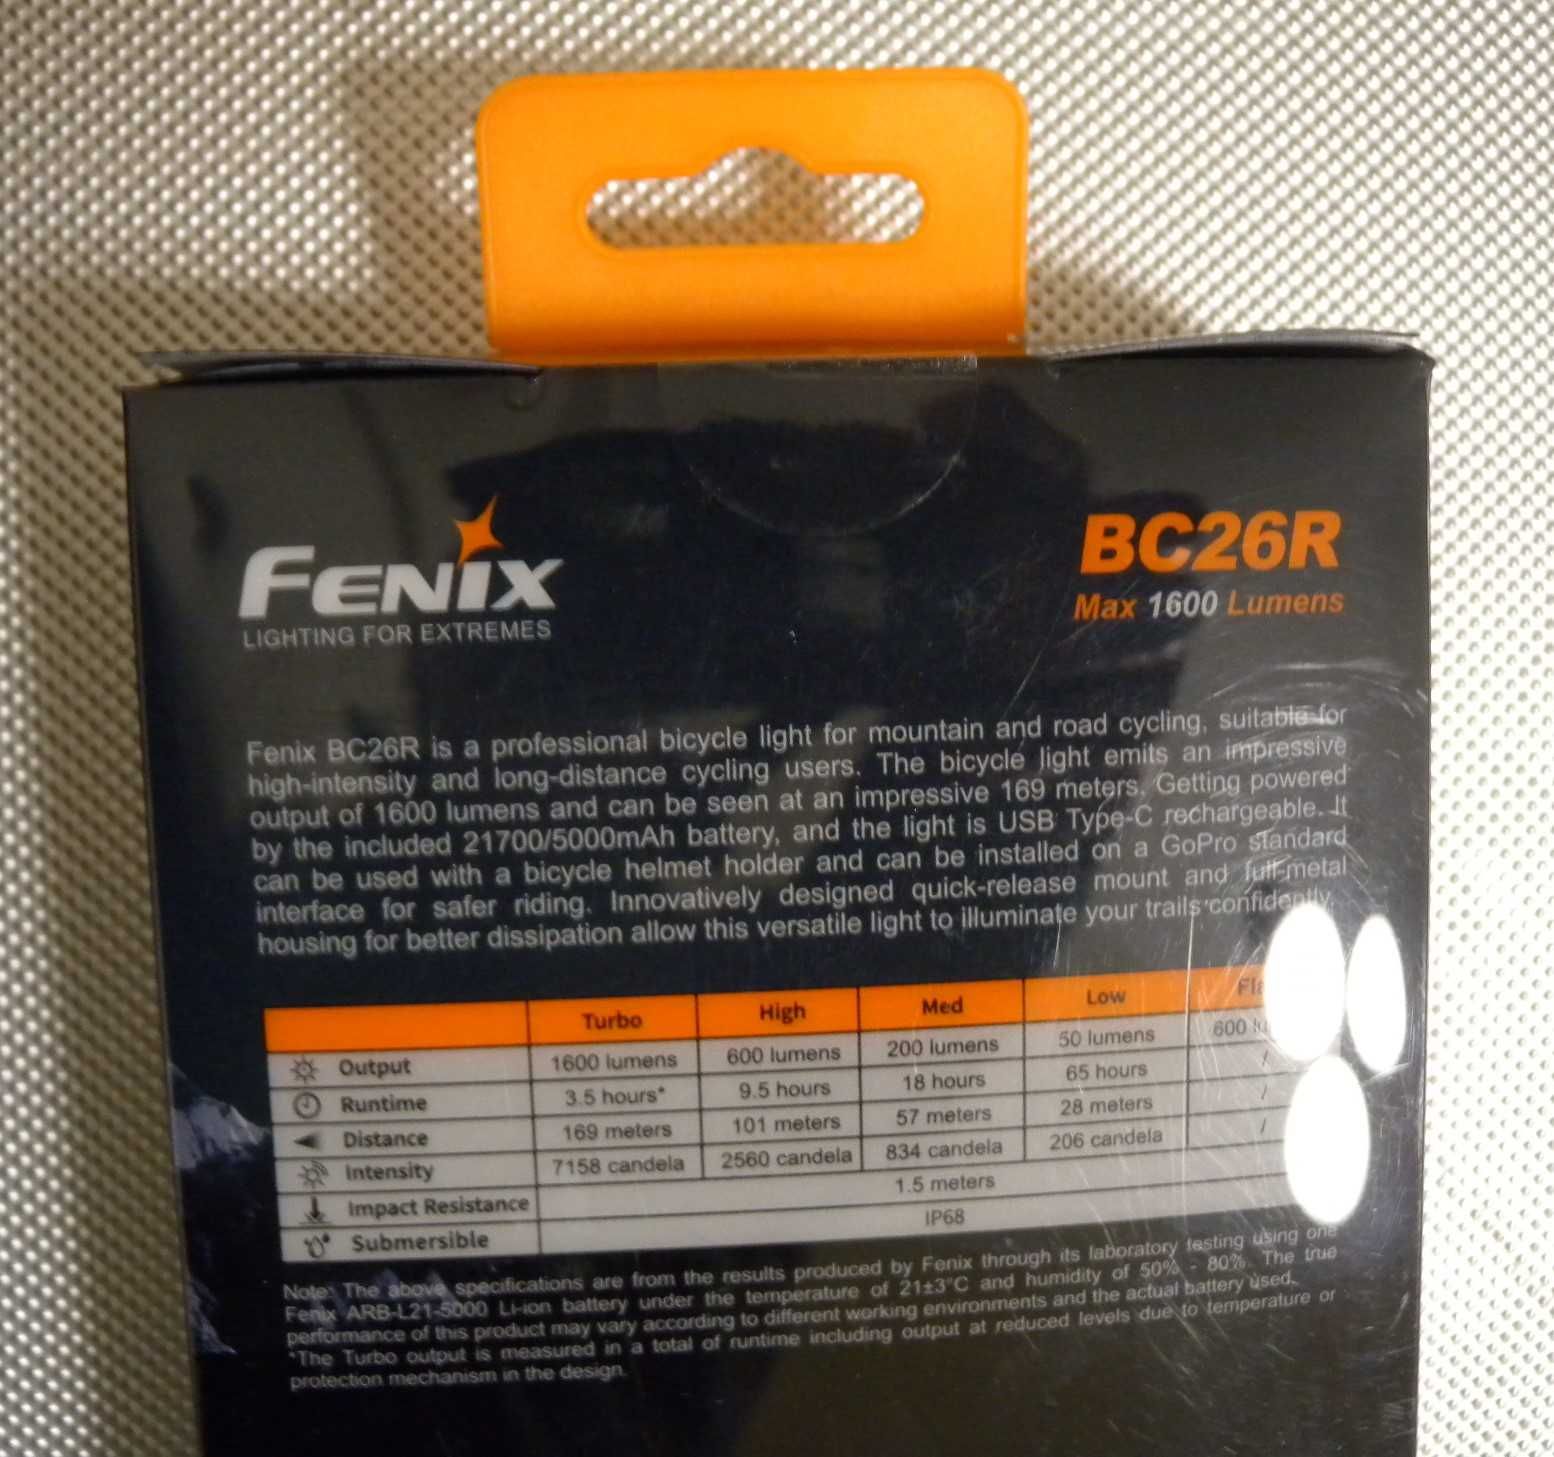 FENIX
LIGHTING FOR EXTREMES
BC26R
Max 1600 Lumens
Fenix BC26R is a professional bicycle light for mountain and road cycling, suitable for
high-intensity and long-distance cycling users. The bicycle light emits an impressive
output of 1600 lumens and can be seen at an impressive 169 meters. Getting powered
by the included 21700/5000mAh battery, and the light is USB Type-C rechargeable. It
can be used with a bicycle helmet holder and can be installed on a GoPro standard
interface for safer riding. Innovatively designed quick-release mount and full-metal
housing for better dissipation allow this versatile light to illuminate your trails confidently.
Turbo High Med Low
Output 1600 lumens 600 lumens 200 lumens 50 lumens 600
Runtime 3.5 hours* 9.5 hours 18 hours 65 hours /
Distance 169 meters 101 meters 57 meters 28 meters /
Intensity 7158 candela 2560 candela 834 candela 206 candela /
Impact Resistance 1.5 meters
Submersible IP68
Note: The above specifications are from the results produced by Fenix through its laboratory testing using one
Fenix ARB-L21-5000 Li-ion battery under the temperature of 21±3°C and humidity of 50% - 80%. The true
performance of this product may vary according to different working environments and the actual battery used.
*The Turbo output is measured in a total of runtime including output at reduced levels due to temperature or
protection mechanism in the design.